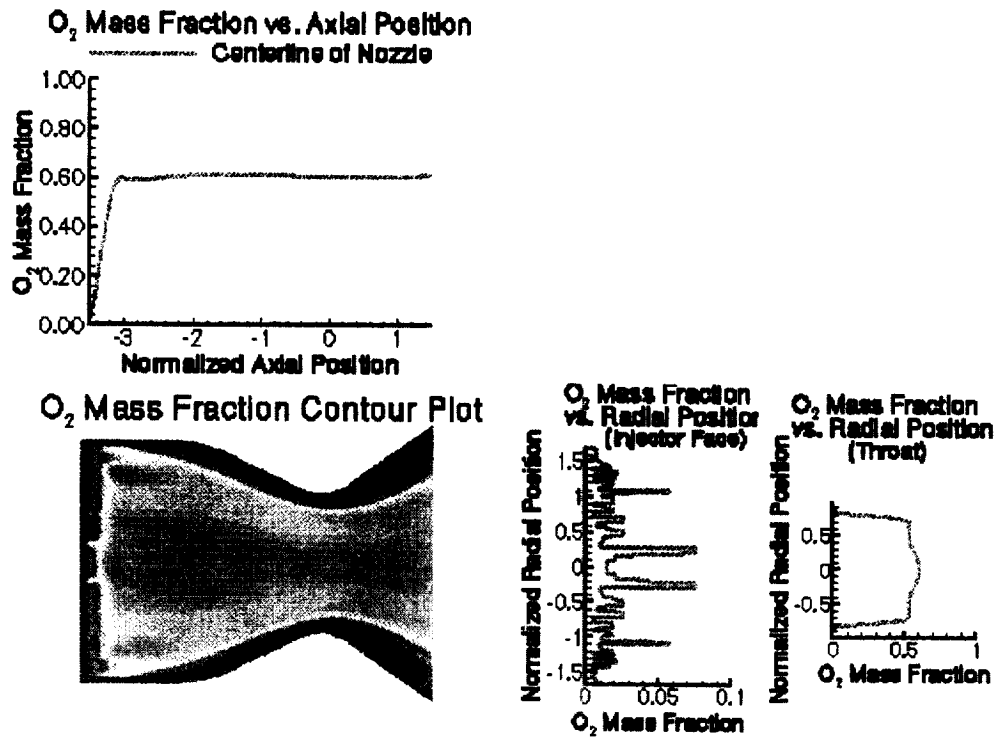 O₂ Mass Fraction vs. Axial Position
Centerline of Nozzle
1.00
0.80
0.60
0.40
0.20
0.00
O₂ Mass Fraction
-3 -2 -1 0 1
Normalized Axial Position
O₂ Mass Fraction Contour Plot
O₂ Mass Fraction
vs. Radial Position
(Injector Face)
1.5
1
0.5
0
-0.5
-1
-1.5
Normalized Radial Position
0 0.05 0.1
O₂ Mass Fraction
O₂ Mass Fraction
vs. Radial Position
(Throat)
0.5
0
-0.5
Normalized Radial Position
0 0.5 1
O₂ Mass Fraction